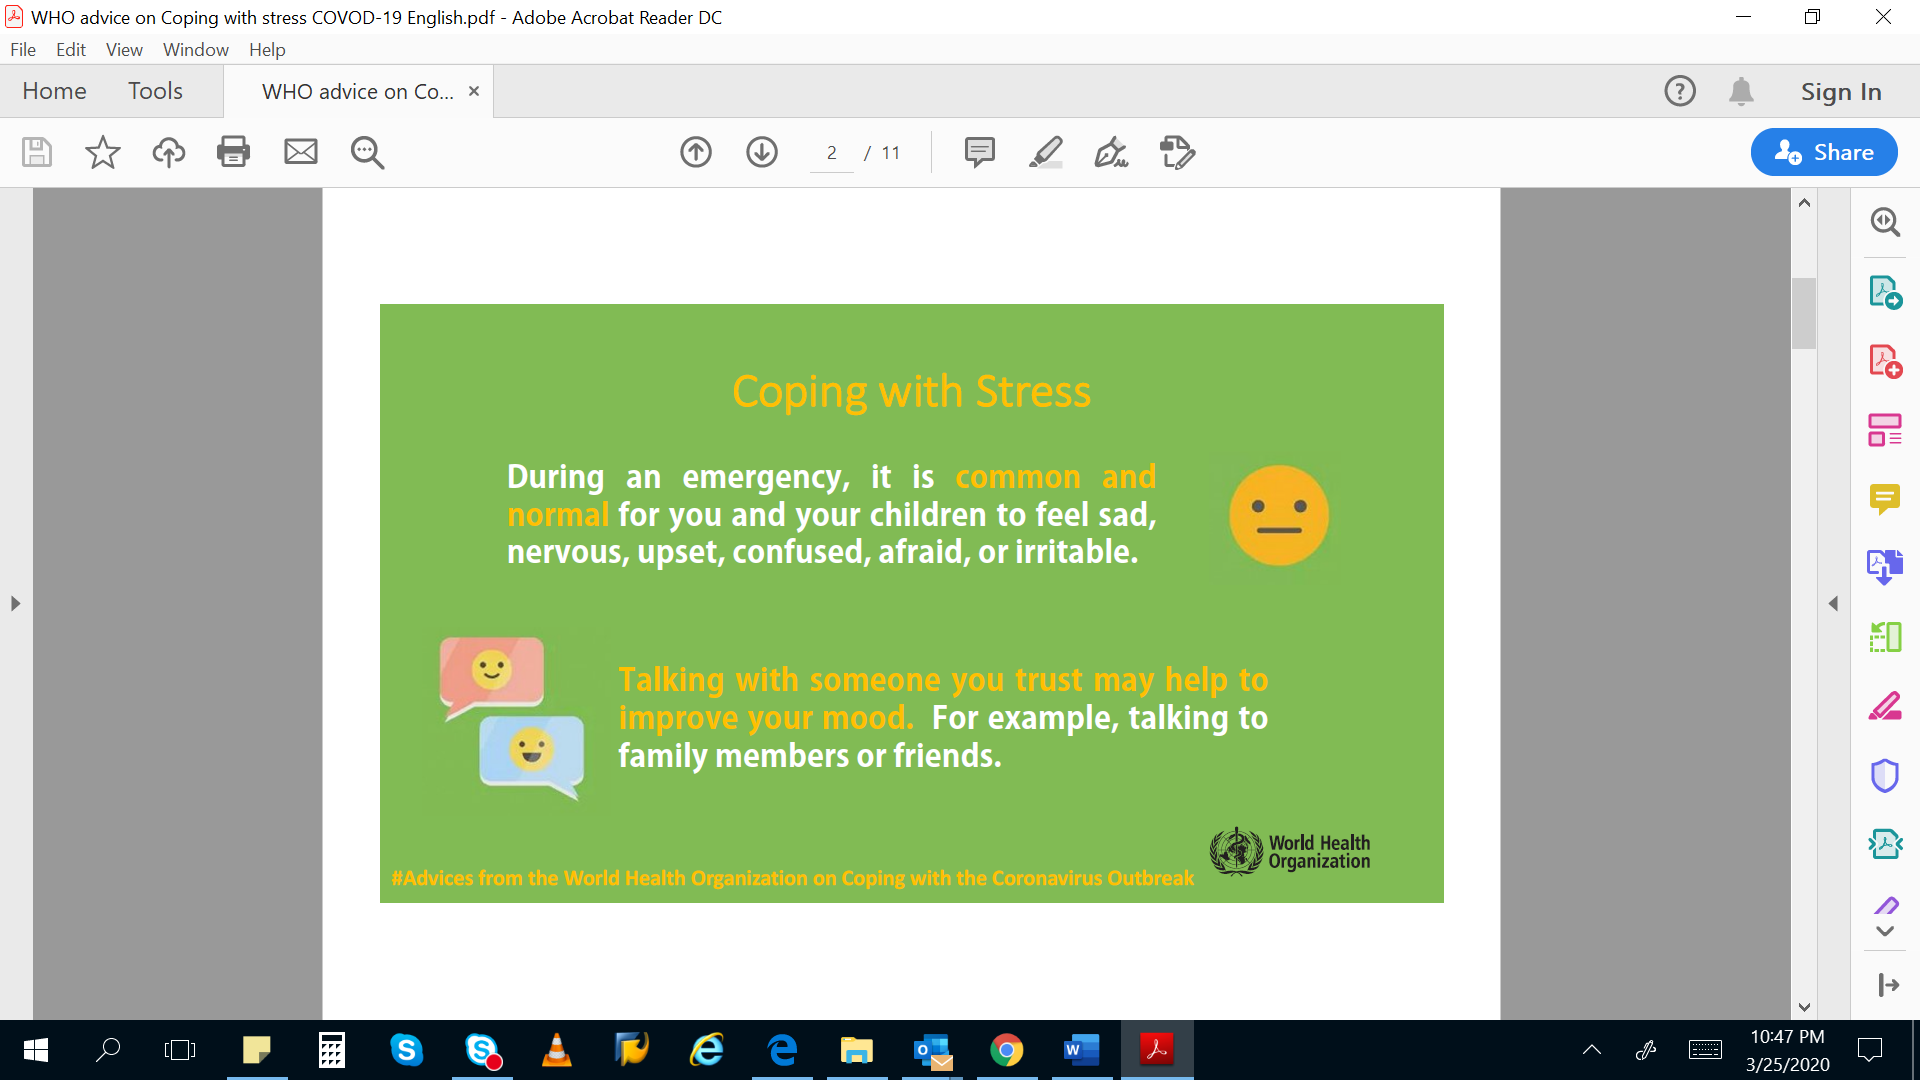 WHO advice on Coping with stress COVOD-19 English.pdf - Adobe Acrobat Reader DC
File Edit View Window Help
Home Tools WHO advice on Co... × Sign In
2 / 11 Share
Coping with Stress
During an emergency, it is common and
normal for you and your children to feel sad,
nervous, upset, confused, afraid, or irritable.
Talking with someone you trust may help to
improve your mood. For example, talking to
family members or friends.
World Health
Organization
#Advices from the World Health Organization on Coping with the Coronavirus Outbreak
10:47 PM
3/25/2020